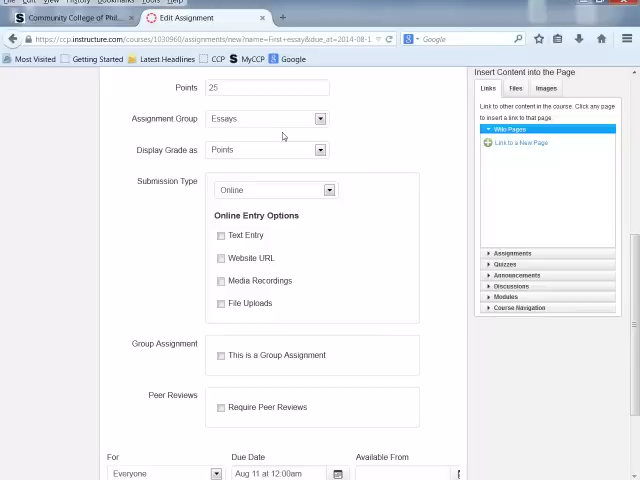 File Edit View History Bookmarks Tools Help
Community College of Phil...
Edit Assignment
https://ccp.instructure.com/courses/1030960/assignments/new?name=First+essay&due_at=2014-08-1
Google
Most Visited Getting Started Latest Headlines CCP MyCCP Google
Insert Content into the Page
Points 25
Links Files Images
Link to other content in the course. Click any page
to insert a link to that page.
Assignment Group Essays
Wiki Pages
Link to a New Page
Display Grade as Points
Submission Type
Online
Online Entry Options
Text Entry
Website URL
Media Recordings
File Uploads
Assignments
Quizzes
Announcements
Discussions
Modules
Course Navigation
Group Assignment
This is a Group Assignment
Peer Reviews
Require Peer Reviews
For Due Date Available From
Everyone Aug 11 at 12:00am